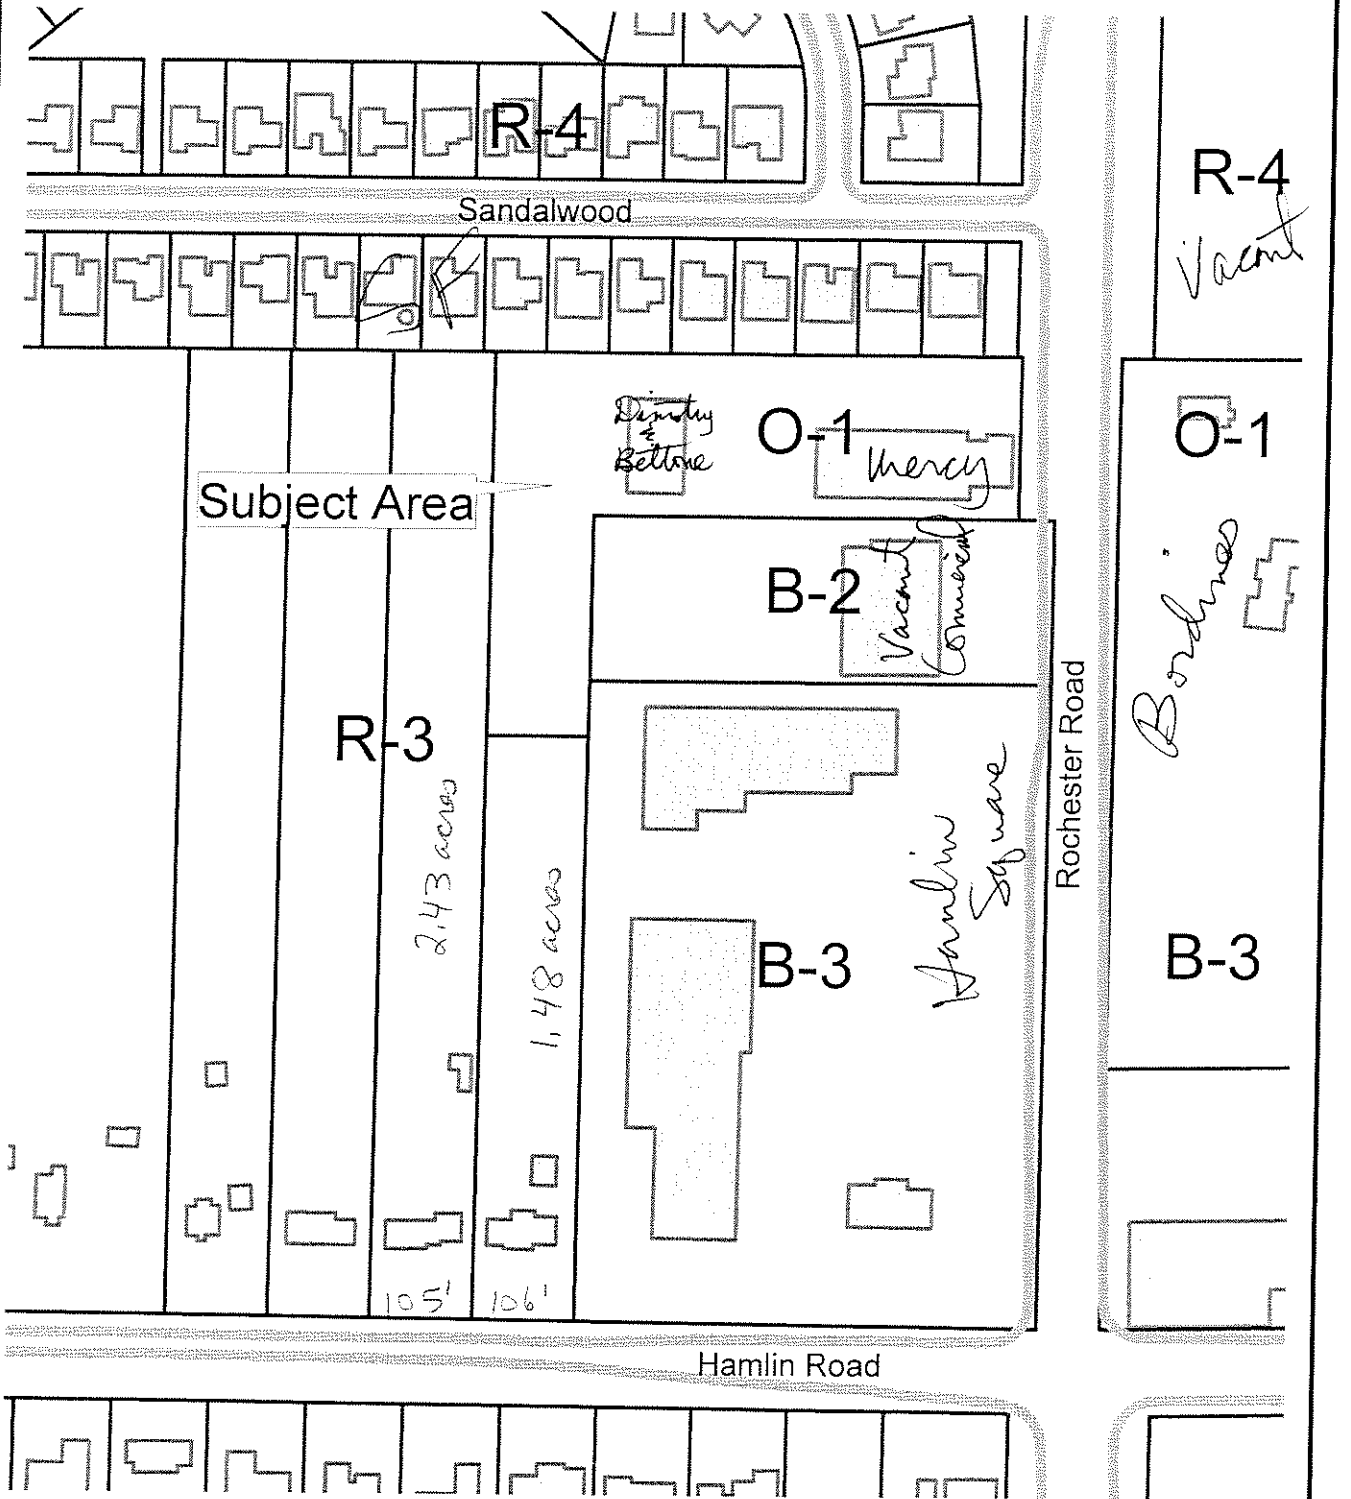 R-4
R-4
Vacant
Sandalwood
Dimitry
&
Beltone
O-1
Mercy
O-1
Subject Area
B-2
Vacant
Commercial
Bordines
R-3
Rochester Road
2.43 acres
1.48 acres
Hamlin
Square
B-3
B-3
105'
106'
Hamlin Road